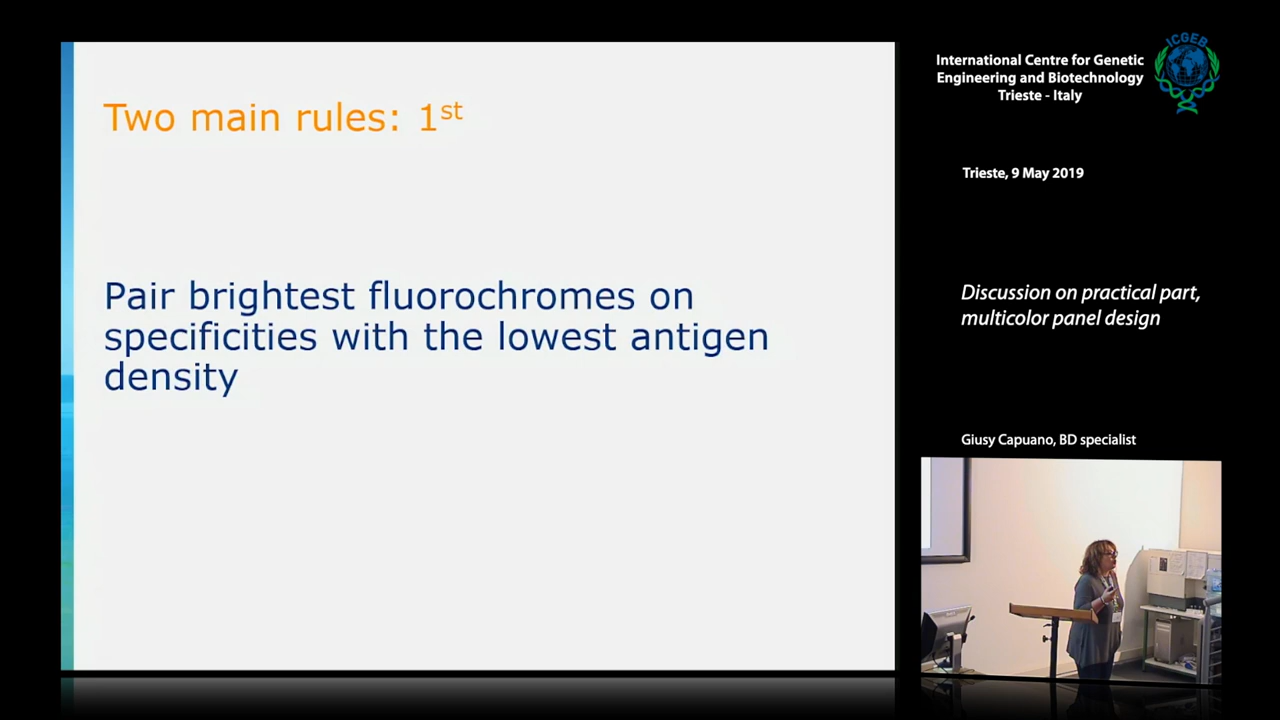 Two main rules: 1st
Pair brightest fluorochromes on
specificities with the lowest antigen
density
International Centre for Genetic
Engineering and Biotechnology
Trieste - Italy
ICGEB
Trieste, 9 May 2019
Discussion on practical part,
multicolor panel design
Giusy Capuano, BD specialist